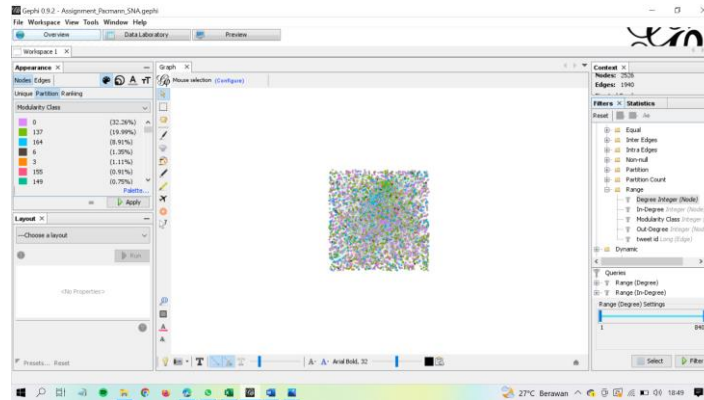 Gephi 0.9.2 - Assignment_Pacmann_SNA.gephi
File Workspace View Tools Window Help
Overview
Data Laboratory
Preview
Workspace 1
Appearance
Nodes Edges
Unique Partition Ranking
Modularity Class
0 (32.26%)
137 (19.99%)
164 (8.91%)
6 (1.35%)
3 (1.11%)
155 (0.91%)
149 (0.75%)
Palette...
Apply
Layout
---Choose a layout
Run
<No Properties>
Presets... Reset
Graph
Mouse selection (Configure)
Arial Bold, 32
Context
Nodes: 2526
Edges: 1940
Filters Statistics
Reset
Equal
Inter Edges
Intra Edges
Non-null
Partition
Partition Count
Range
Degree Integer (Node)
In-Degree Integer (Node
Modularity Class Integer
Out-Degree Integer (Nod
tweet id Long (Edge)
Dynamic
Queries
Range (Degree)
Range (In-Degree)
Range (Degree) Settings
1 840
Select Filter
27°C Berawan 18:49